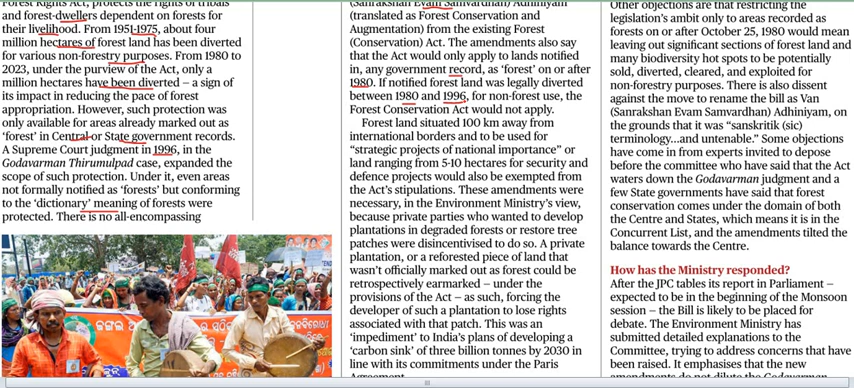 Forest Rights Act, protects the rights of tribals
and forest-dwellers dependent on forests for
their livelihood. From 1951-1975, about four
million hectares of forest land has been diverted
for various non-forestry purposes. From 1980 to
2023, under the purview of the Act, only a
million hectares have been diverted — a sign of
its impact in reducing the pace of forest
appropriation. However, such protection was
only available for areas already marked out as
‘forest’ in Central or State government records.
A Supreme Court judgment in 1996, in the
Godavarman Thirumulpad case, expanded the
scope of such protection. Under it, even areas
not formally notified as ‘forests’ but conforming
to the ‘dictionary’ meaning of forests were
protected. There is no all-encompassing
ଜଙ୍ଗଲ
(Sanrakshan Evam Samvardhan) Adhiniyam
(translated as Forest Conservation and
Augmentation) from the existing Forest
(Conservation) Act. The amendments also say
that the Act would only apply to lands notified
in, any government record, as ‘forest’ on or after
1980. If notified forest land was legally diverted
between 1980 and 1996, for non-forest use, the
Forest Conservation Act would not apply.
Forest land situated 100 km away from
international borders and to be used for
“strategic projects of national importance” or
land ranging from 5-10 hectares for security and
defence projects would also be exempted from
the Act’s stipulations. These amendments were
necessary, in the Environment Ministry’s view,
because private parties who wanted to develop
plantations in degraded forests or restore tree
patches were disincentivised to do so. A private
plantation, or a reforested piece of land that
wasn’t officially marked out as forest could be
retrospectively earmarked — under the
provisions of the Act — as such, forcing the
developer of such a plantation to lose rights
associated with that patch. This was an
‘impediment’ to India’s plans of developing a
‘carbon sink’ of three billion tonnes by 2030 in
line with its commitments under the Paris
Agreement.
Other objections are that restricting the
legislation’s ambit only to areas recorded as
forests on or after October 25, 1980 would mean
leaving out significant sections of forest land and
many biodiversity hot spots to be potentially
sold, diverted, cleared, and exploited for
non-forestry purposes. There is also dissent
against the move to rename the bill as Van
(Sanrakshan Evam Samvardhan) Adhiniyam, on
the grounds that it was “sanskritik (sic)
terminology...and untenable.” Some objections
have come in from experts invited to depose
before the committee who have said that the Act
waters down the Godavarman judgment and a
few State governments have said that forest
conservation comes under the domain of both
the Centre and States, which means it is in the
Concurrent List, and the amendments tilted the
balance towards the Centre.
How has the Ministry responded?
After the JPC tables its report in Parliament —
expected to be in the beginning of the Monsoon
session — the Bill is likely to be placed for
debate. The Environment Ministry has
submitted detailed explanations to the
Committee, trying to address concerns that have
been raised. It emphasises that the new
amendments do not dilute the Godavarman